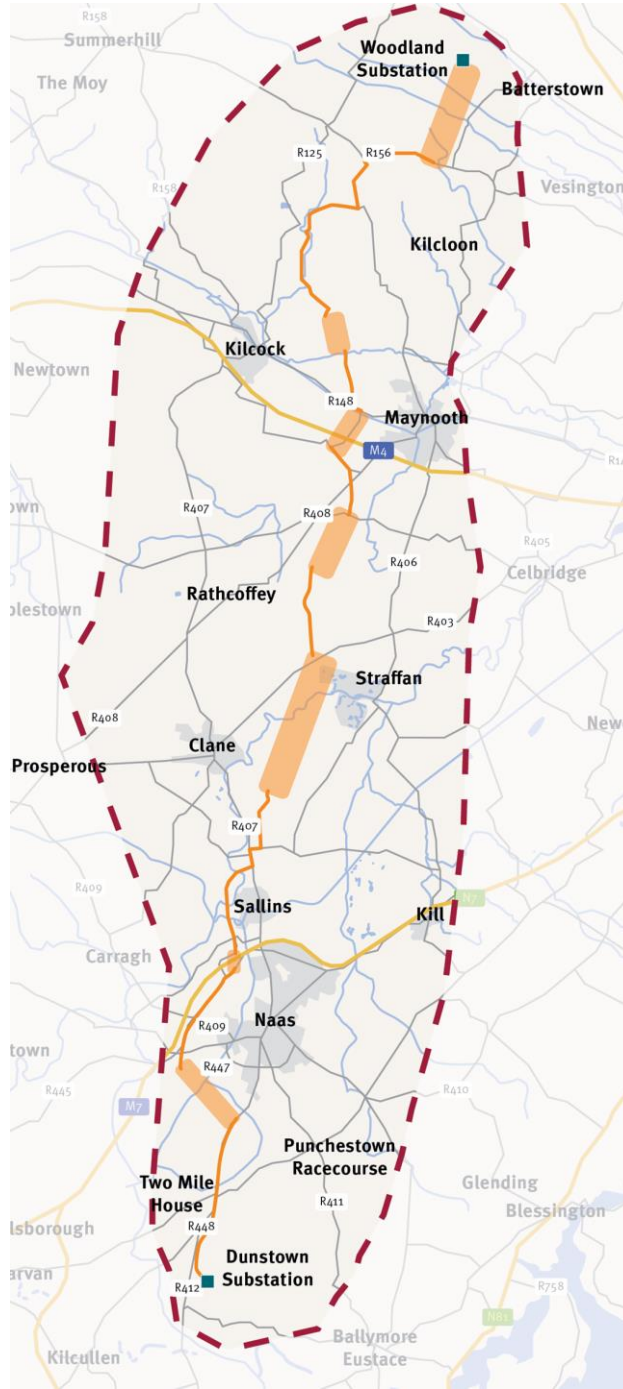 R158
Summerhill
The Moy
Woodland
Substation
Batterstown
R125
R156
R158
Vesington
Kilcloon
Kilcock
Newtown
R148
Maynooth
M4
R407
R408
R406
R405
Celbridge
Rathcoffey
R403
Straffan
R408
Clane
Prosperous
R407
R409
Sallins
Kill
N7
Carragh
Naas
R409
R447
R445
M7
R410
Punchestown
Racecourse
Glending
Blessington
Two Mile
House
R411
R448
Dunstown
Substation
R412
R758
N81
Ballymore
Eustace
Kilcullen